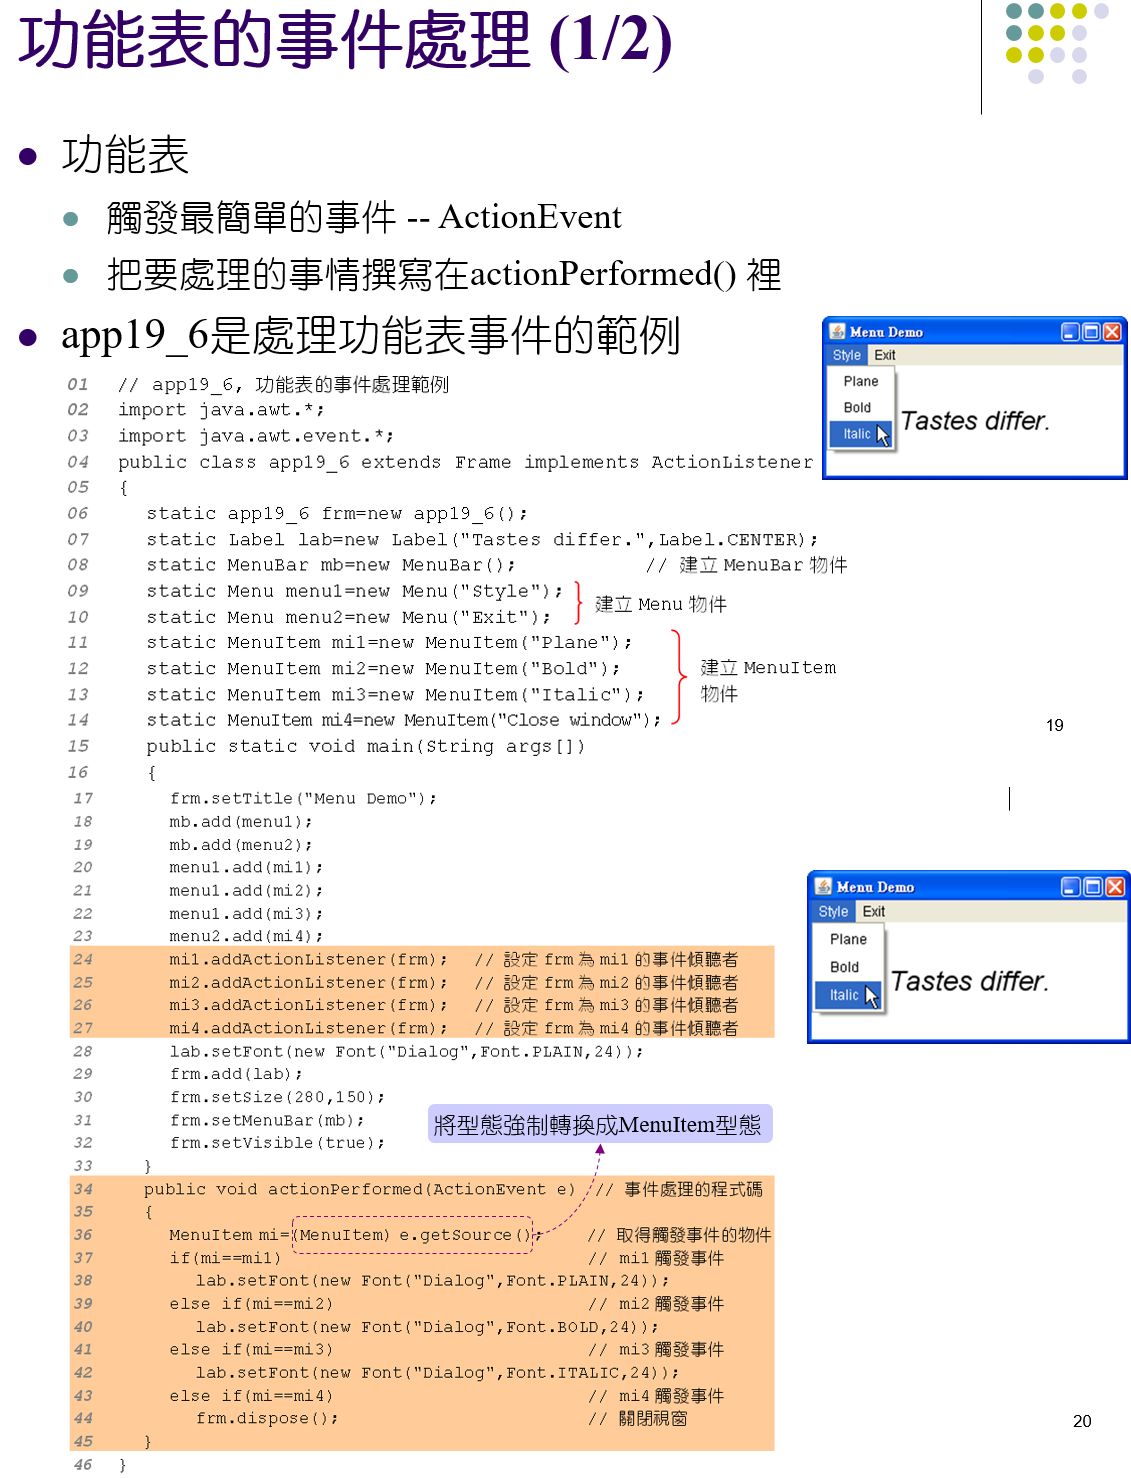 功能表的事件處理 (1/2)
功能表
觸發最簡單的事件 -- ActionEvent
把要處理的事情撰寫在actionPerformed() 裡
app19_6是處理功能表事件的範例
Menu Demo
Style Exit
Plane
Bold
Italic
Tastes differ.
01 // app19_6, 功能表的事件處理範例
02 import java.awt.*;
03 import java.awt.event.*;
04 public class app19_6 extends Frame implements ActionListener
05 {
06 static app19_6 frm=new app19_6();
07 static Label lab=new Label("Tastes differ.",Label.CENTER);
08 static MenuBar mb=new MenuBar(); // 建立 MenuBar 物件
09 static Menu menu1=new Menu("Style");
10 static Menu menu2=new Menu("Exit");
建立 Menu 物件
11 static MenuItem mi1=new MenuItem("Plane");
12 static MenuItem mi2=new MenuItem("Bold");
13 static MenuItem mi3=new MenuItem("Italic");
14 static MenuItem mi4=new MenuItem("Close window");
建立 MenuItem
物件
19
15 public static void main(String args[])
16 {
17 frm.setTitle("Menu Demo");
18 mb.add(menu1);
19 mb.add(menu2);
20 menu1.add(mi1);
21 menu1.add(mi2);
22 menu1.add(mi3);
23 menu2.add(mi4);
24 mi1.addActionListener(frm); // 設定 frm 為 mi1 的事件傾聽者
25 mi2.addActionListener(frm); // 設定 frm 為 mi2 的事件傾聽者
26 mi3.addActionListener(frm); // 設定 frm 為 mi3 的事件傾聽者
27 mi4.addActionListener(frm); // 設定 frm 為 mi4 的事件傾聽者
Menu Demo
Style Exit
Plane
Bold
Italic
Tastes differ.
28 lab.setFont(new Font("Dialog",Font.PLAIN,24));
29 frm.add(lab);
30 frm.setSize(280,150);
31 frm.setMenuBar(mb);
32 frm.setVisible(true);
將型態強制轉換成MenuItem型態
33 }
34 public void actionPerformed(ActionEvent e) // 事件處理的程式碼
35 {
36 MenuItem mi=(MenuItem) e.getSource(); // 取得觸發事件的物件
37 if(mi==mi1) // mi1 觸發事件
38 lab.setFont(new Font("Dialog",Font.PLAIN,24));
39 else if(mi==mi2) // mi2 觸發事件
40 lab.setFont(new Font("Dialog",Font.BOLD,24));
41 else if(mi==mi3) // mi3 觸發事件
42 lab.setFont(new Font("Dialog",Font.ITALIC,24));
43 else if(mi==mi4) // mi4 觸發事件
44 frm.dispose(); // 關閉視窗
45 }
46 }
20